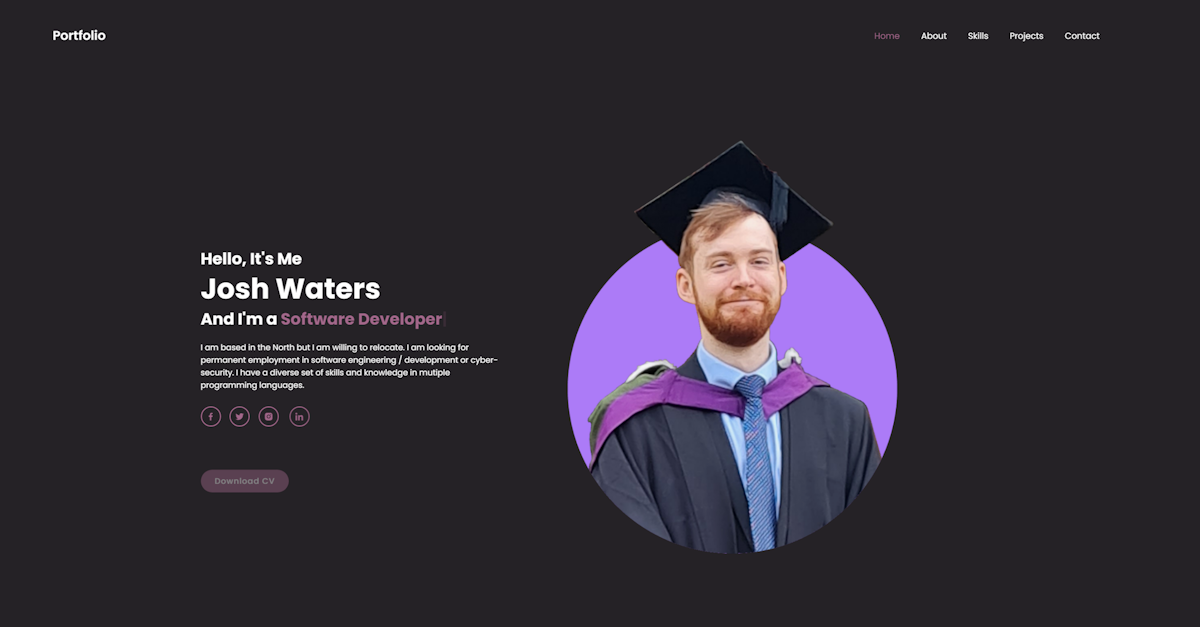 Portfolio
Home About Skills Projects Contact
Hello, It's Me
Josh Waters
And I'm a Software Developer
I am based in the North but I am willing to relocate. I am looking for
permanent employment in software engineering / development or cyber-
security. I have a diverse set of skills and knowledge in mutiple
programming languages.
Download CV